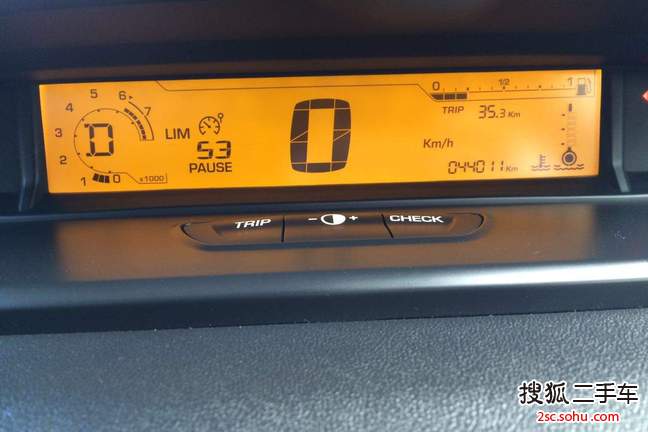 0 1/2 1
TRIP 35.3 Km
4 5 6 7
3 D
2
1 0 x1000
LIM
53
PAUSE
0
Km/h
044011 Km
TRIP - + CHECK
搜狐二手车
2sc.sohu.com